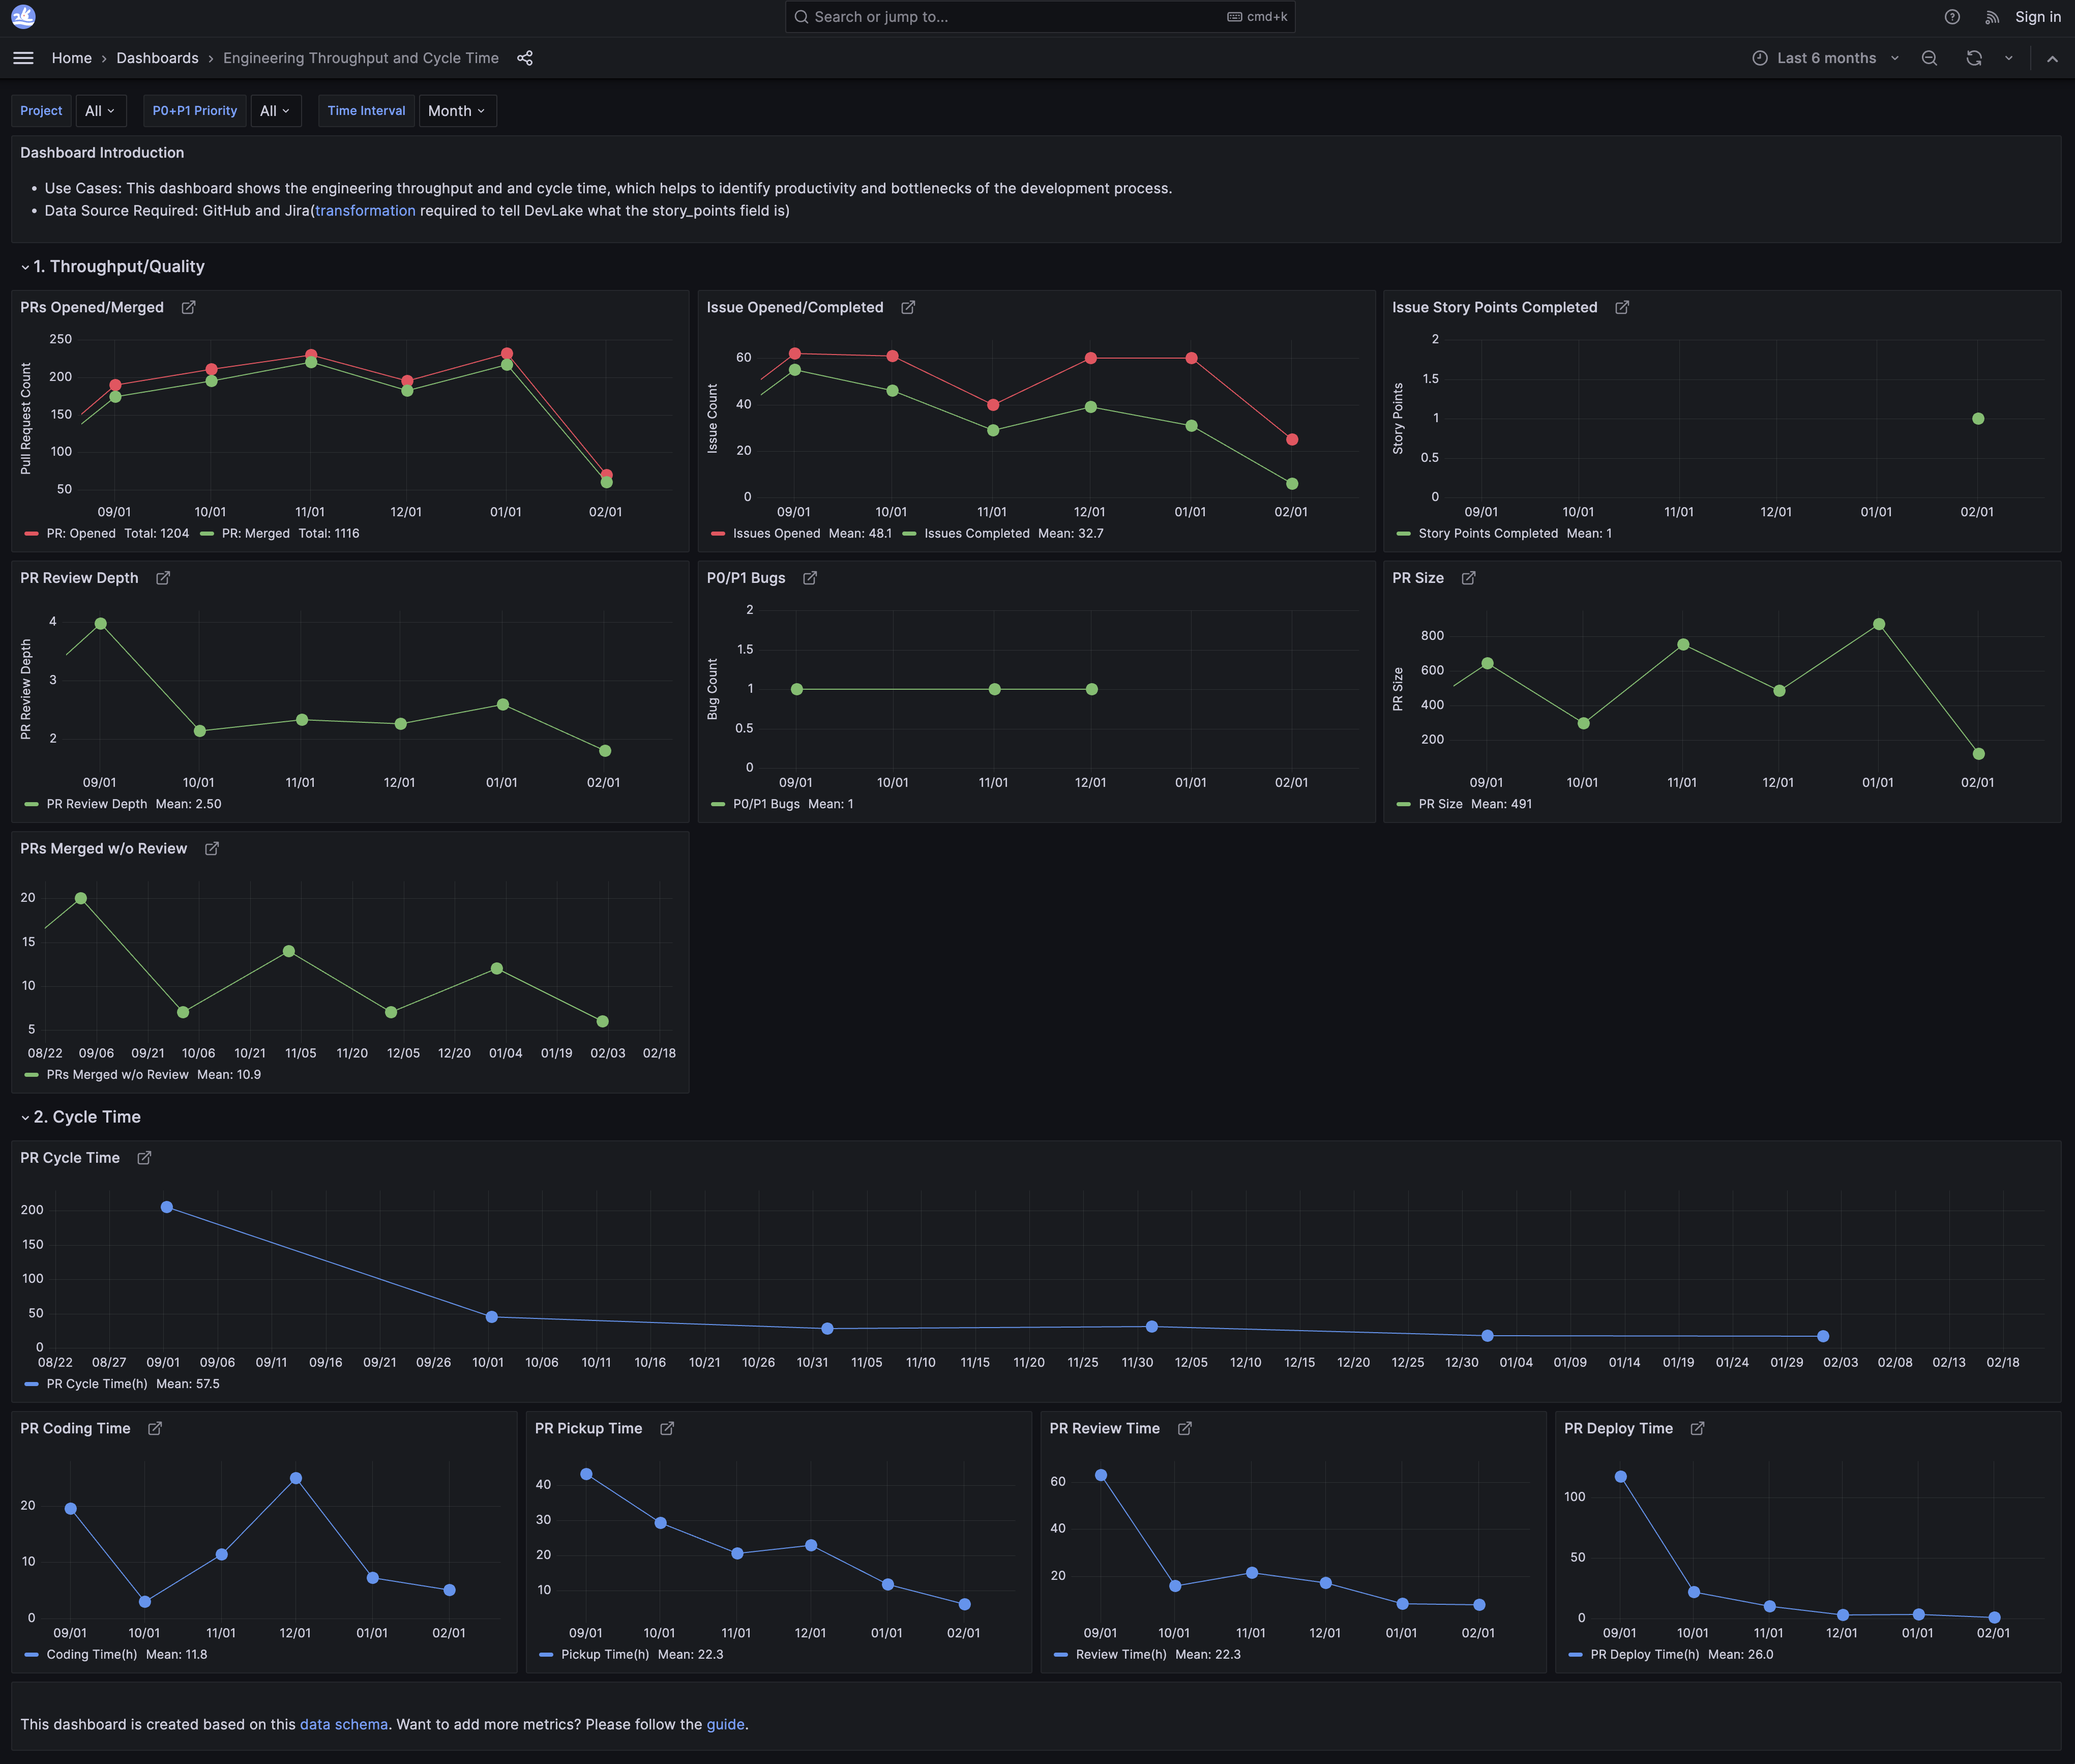 Search or jump to...
cmd+k
Sign in
Home › Dashboards › Engineering Throughput and Cycle Time
Last 6 months
Project All P0+P1 Priority All Time Interval Month
Dashboard Introduction
• Use Cases: This dashboard shows the engineering throughput and and cycle time, which helps to identify productivity and bottlenecks of the development process.
• Data Source Required: GitHub and Jira(transformation required to tell DevLake what the story_points field is)
1. Throughput/Quality
PRs Opened/Merged
Pull Request Count
250
200
150
100
50
09/01 10/01 11/01 12/01 01/01 02/01
PR: Opened Total: 1204 PR: Merged Total: 1116
Issue Opened/Completed
Issue Count
60
40
20
0
09/01 10/01 11/01 12/01 01/01 02/01
Issues Opened Mean: 48.1 Issues Completed Mean: 32.7
Issue Story Points Completed
Story Points
2
1.5
1
0.5
0
09/01 10/01 11/01 12/01 01/01 02/01
Story Points Completed Mean: 1
PR Review Depth
PR Review Depth
4
3
2
09/01 10/01 11/01 12/01 01/01 02/01
PR Review Depth Mean: 2.50
P0/P1 Bugs
Bug Count
2
1.5
1
0.5
0
09/01 10/01 11/01 12/01 01/01 02/01
P0/P1 Bugs Mean: 1
PR Size
PR Size
800
600
400
200
09/01 10/01 11/01 12/01 01/01 02/01
PR Size Mean: 491
PRs Merged w/o Review
20
15
10
5
08/22 09/06 09/21 10/06 10/21 11/05 11/20 12/05 12/20 01/04 01/19 02/03 02/18
PRs Merged w/o Review Mean: 10.9
2. Cycle Time
PR Cycle Time
200
150
100
50
0
08/22 08/27 09/01 09/06 09/11 09/16 09/21 09/26 10/01 10/06 10/11 10/16 10/21 10/26 10/31 11/05 11/10 11/15 11/20 11/25 11/30 12/05 12/10 12/15 12/20 12/25 12/30 01/04 01/09 01/14 01/19 01/24 01/29 02/03 02/08 02/13 02/18
PR Cycle Time(h) Mean: 57.5
PR Coding Time
20
10
0
09/01 10/01 11/01 12/01 01/01 02/01
Coding Time(h) Mean: 11.8
PR Pickup Time
40
30
20
10
09/01 10/01 11/01 12/01 01/01 02/01
Pickup Time(h) Mean: 22.3
PR Review Time
60
40
20
09/01 10/01 11/01 12/01 01/01 02/01
Review Time(h) Mean: 22.3
PR Deploy Time
100
50
0
09/01 10/01 11/01 12/01 01/01 02/01
PR Deploy Time(h) Mean: 26.0
This dashboard is created based on this data schema. Want to add more metrics? Please follow the guide.